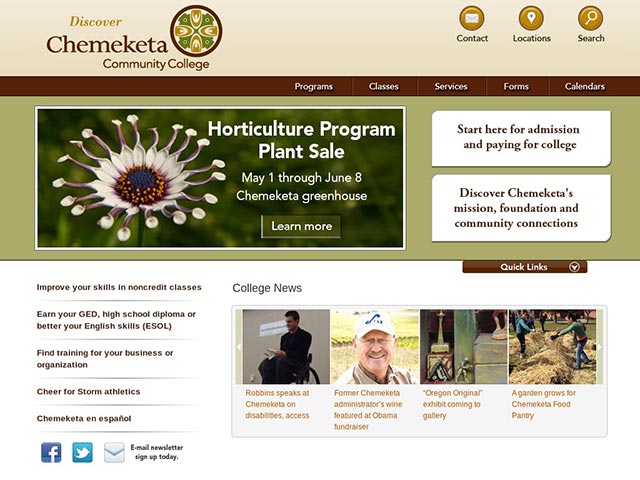 Discover
Chemeketa
Community College
Contact
Locations
Search
Programs
Classes
Services
Forms
Calendars
Horticulture Program
Plant Sale
May 1 through June 8
Chemeketa greenhouse
Learn more
Start here for admission
and paying for college
Discover Chemeketa's
mission, foundation and
community connections
Quick Links
Improve your skills in noncredit classes
Earn your GED, high school diploma or
better your English skills (ESOL)
Find training for your business or
organization
Cheer for Storm athletics
Chemeketa en español
E-mail newsletter
sign up today.
College News
Robbins speaks at
Chemeketa on
disabilities, access
Former Chemeketa
administrator's wine
featured at Obama
fundraiser
“Oregon Original”
exhibit coming to
gallery
A garden grows for
Chemeketa Food
Pantry